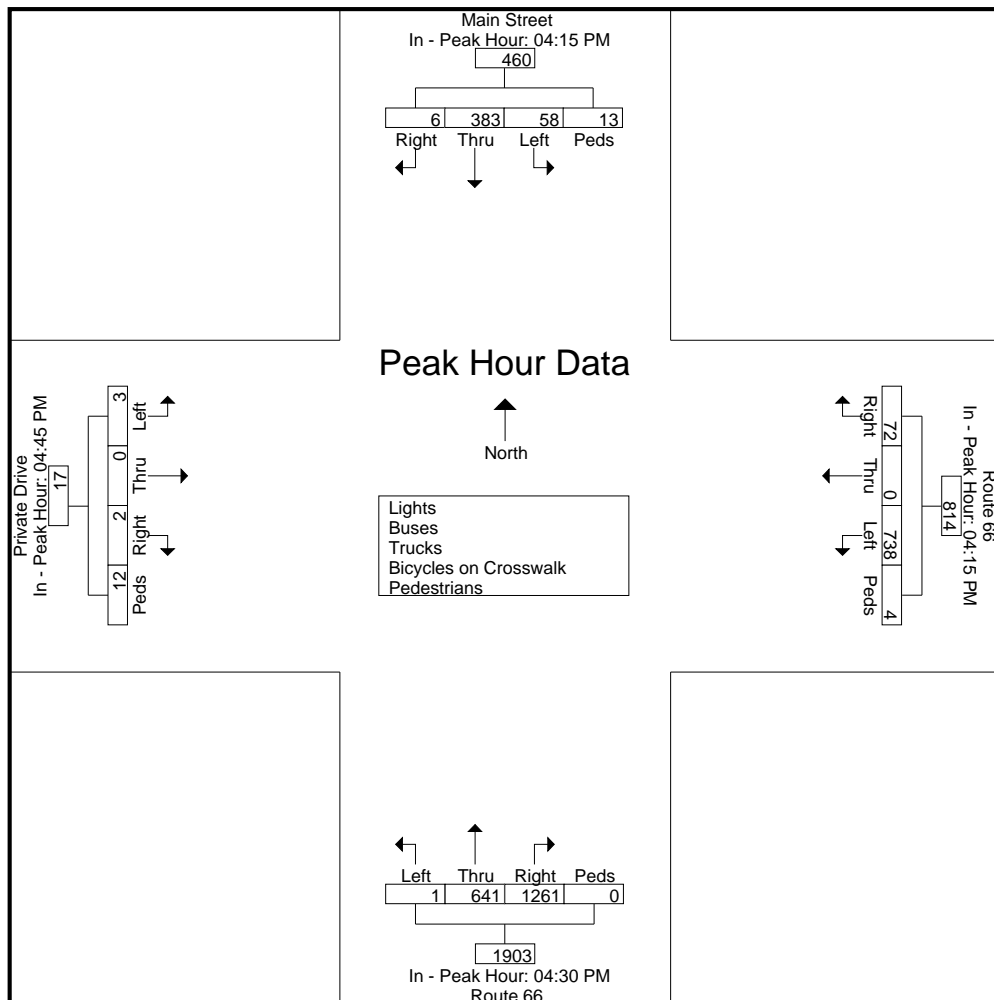 Main Street
In - Peak Hour: 04:15 PM
460
6 383 58 13
Right Thru Left Peds
Peak Hour Data
North
Lights
Buses
Trucks
Bicycles on Crosswalk
Pedestrians
Private Drive
In - Peak Hour: 04:45 PM
17
3 0 2 12
Left Thru Right Peds
Route 66
In - Peak Hour: 04:15 PM
814
72 0 738 4
Right Thru Left Peds
Left Thru Right Peds
1 641 1261 0
1903
In - Peak Hour: 04:30 PM
Route 66